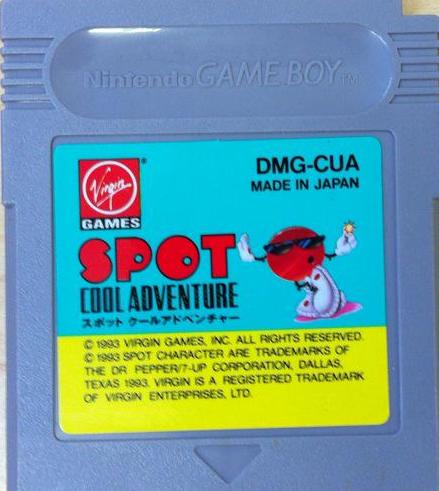 Nintendo GAME BOY TM
Virgin ®
GAMES
DMG-CUA
MADE IN JAPAN
SPOT
COOL ADVENTURE
スポット クールアドベンチャー
© 1993 VIRGIN GAMES, INC. ALL RIGHTS RESERVED.
© 1993 SPOT CHARACTER ARE TRADEMARKS OF
THE DR PEPPER/7-UP CORPORATION, DALLAS,
TEXAS 1993. VIRGIN IS A REGISTERED TRADEMARK
OF VIRGIN ENTERPRISES, LTD.